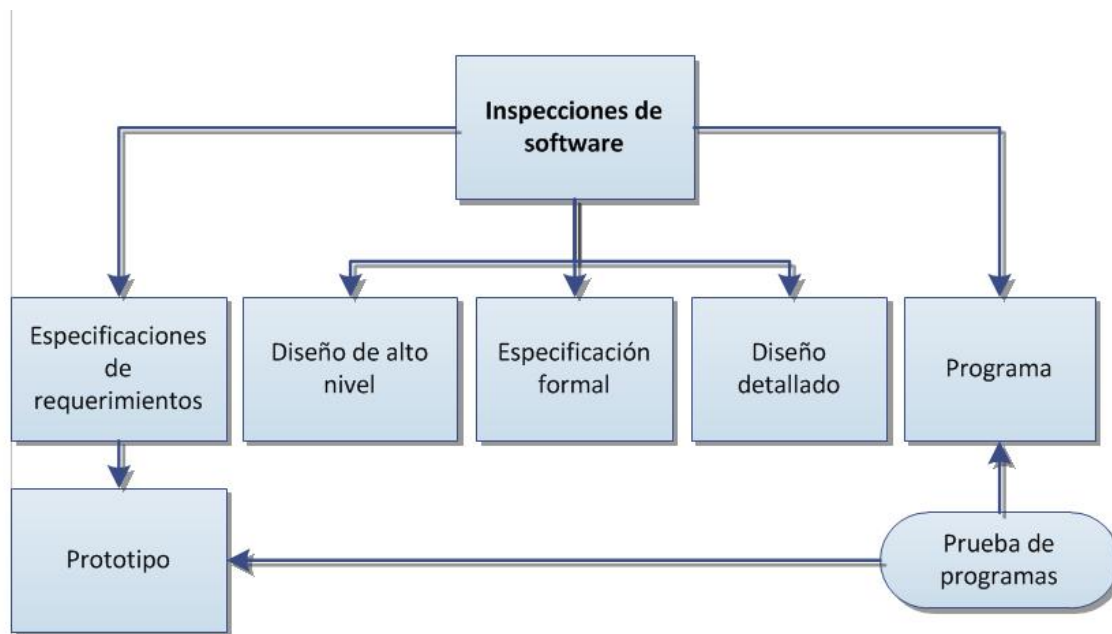 Inspecciones de
software
Especificaciones
de
requerimientos
Diseño de alto
nivel
Especificación
formal
Diseño
detallado
Programa
Prototipo
Prueba de
programas